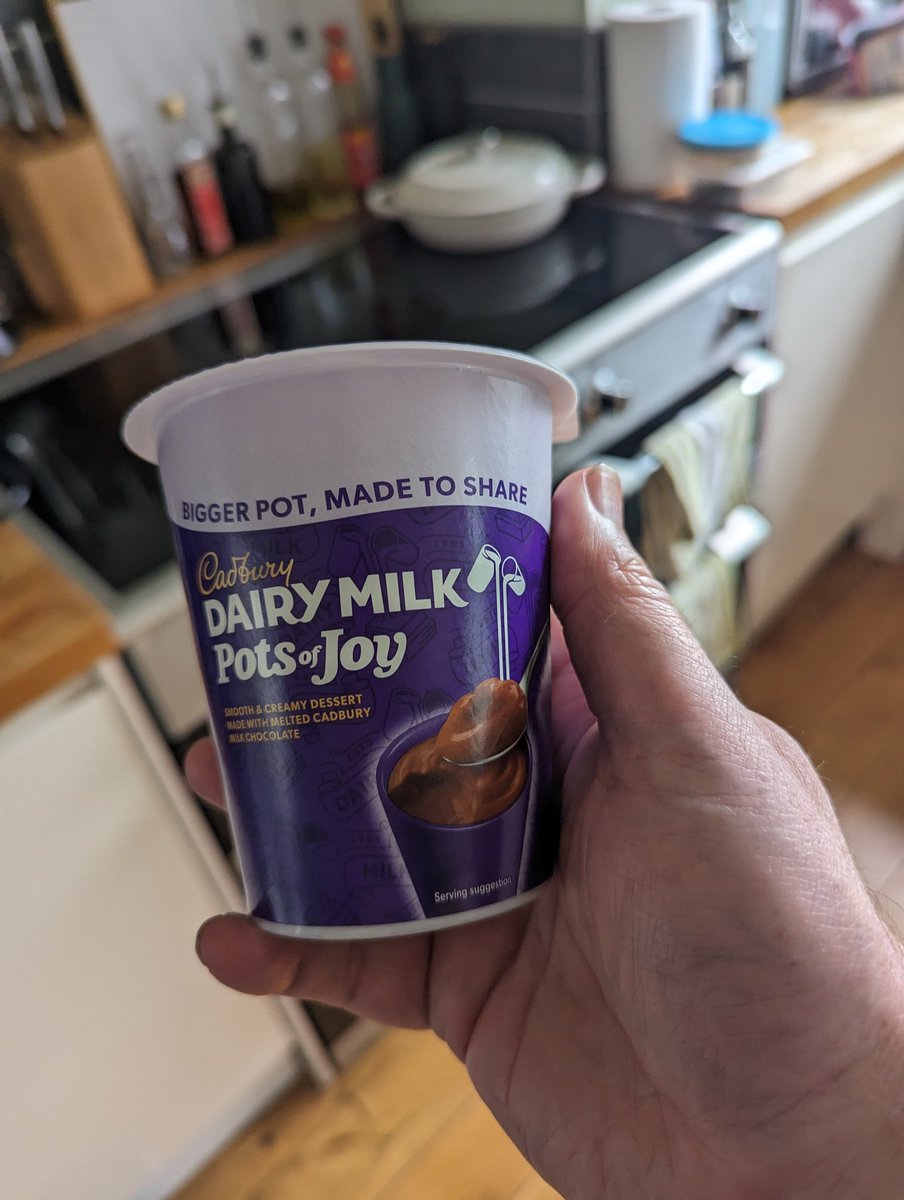 BIGGER POT, MADE TO SHARE
Cadbury
DAIRY MILK
Pots of Joy
SMOOTH & CREAMY DESSERT
MADE WITH MELTED CADBURY
MILK CHOCOLATE
Serving suggestion